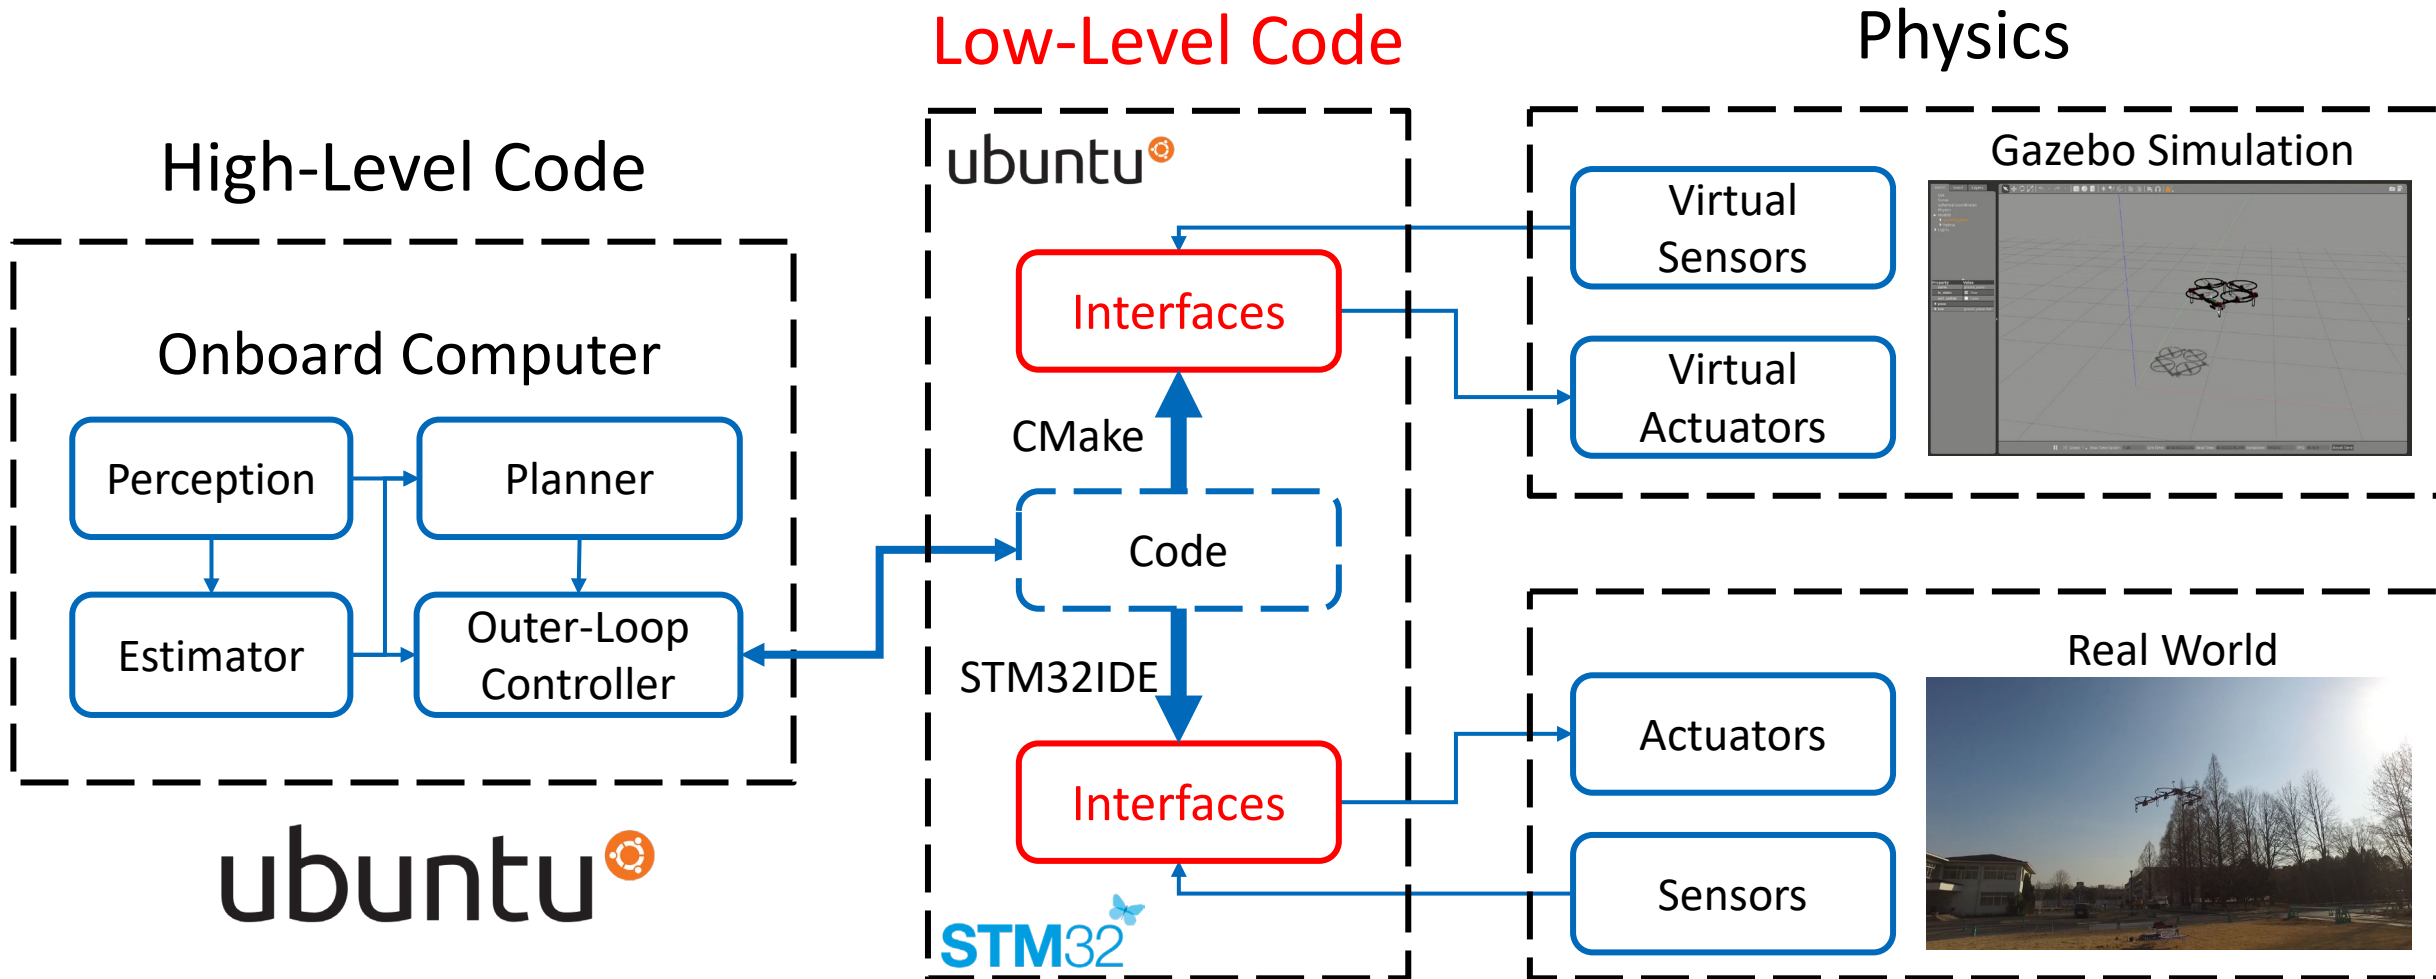 Low-Level Code
Physics
High-Level Code
ubuntu
Gazebo Simulation
Virtual
Sensors
Interfaces
Onboard Computer
Virtual
Actuators
CMake
Perception
Planner
Code
Estimator
Outer-Loop
Controller
STM32IDE
Real World
Actuators
Interfaces
Sensors
ubuntu
STM32